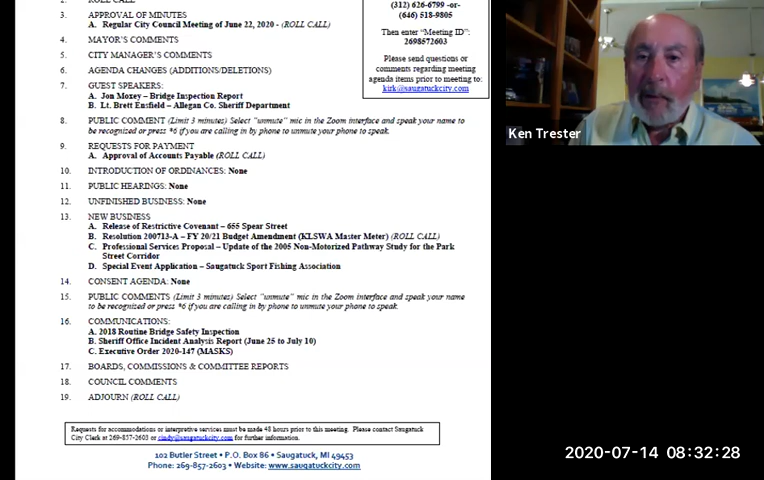 ROLL CALL
(312) 626-6799 -or-
3. APPROVAL OF MINUTES
(646) 518-9805
A. Regular City Council Meeting of June 22, 2020 - (ROLL CALL)
Then enter “Meeting ID”:
2698572603
4. MAYOR’S COMMENTS
5. CITY MANAGER’S COMMENTS
Please send questions or
comments regarding meeting
agenda items prior to meeting to:
kirk@saugatuckcity.com
6. AGENDA CHANGES (ADDITIONS/DELETIONS)
7. GUEST SPEAKERS:
A. Jon Moxey – Bridge Inspection Report
B. Lt. Brett Ensfield – Allegan Co. Sheriff Department
8. PUBLIC COMMENT (Limit 3 minutes) Select “unmute” mic in the Zoom interface and speak your name to
be recognized or press *6 if you are calling in by phone to unmute your phone to speak.
9. REQUESTS FOR PAYMENT
A. Approval of Accounts Payable (ROLL CALL)
10. INTRODUCTION OF ORDINANCES: None
11. PUBLIC HEARINGS: None
12. UNFINISHED BUSINESS: None
13. NEW BUSINESS
A. Release of Restrictive Covenant – 655 Spear Street
B. Resolution 200713-A – FY 20/21 Budget Amendment (KLSWA Master Meter) (ROLL CALL)
C. Professional Services Proposal – Update of the 2005 Non-Motorized Pathway Study for the Park
Street Corridor
D. Special Event Application – Saugatuck Sport Fishing Association
14. CONSENT AGENDA: None
15. PUBLIC COMMENTS (Limit 3 minutes) Select “unmute” mic in the Zoom interface and speak your name to
be recognized or press *6 if you are calling in by phone to unmute your phone to speak.
16. COMMUNICATIONS:
A. 2018 Routine Bridge Safety Inspection
B. Sheriff Office Incident Analysis Report (June 25 to July 10)
C. Executive Order 2020-147 (MASKS)
17. BOARDS, COMMISSIONS & COMMITTEE REPORTS
18. COUNCIL COMMENTS
19. ADJOURN (ROLL CALL)
Requests for accommodations or interpretive services must be made 48 hours prior to this meeting. Please contact Saugatuck
City Clerk at 269-857-2603 or cindy@saugatuckcity.com for further information.
102 Butler Street • P.O. Box 86 • Saugatuck, MI 49453
Phone: 269-857-2603 • Website: www.saugatuckcity.com
Ken Trester
2020-07-14 08:32:28